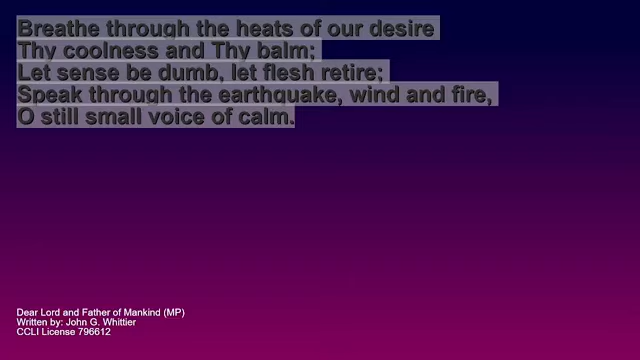 Breathe through the heats of our desire
Thy coolness and Thy balm;
Let sense be dumb, let flesh retire;
Speak through the earthquake, wind and fire,
O still small voice of calm.
Dear Lord and Father of Mankind (MP)
Written by: John G. Whittier
CCLI License 796612